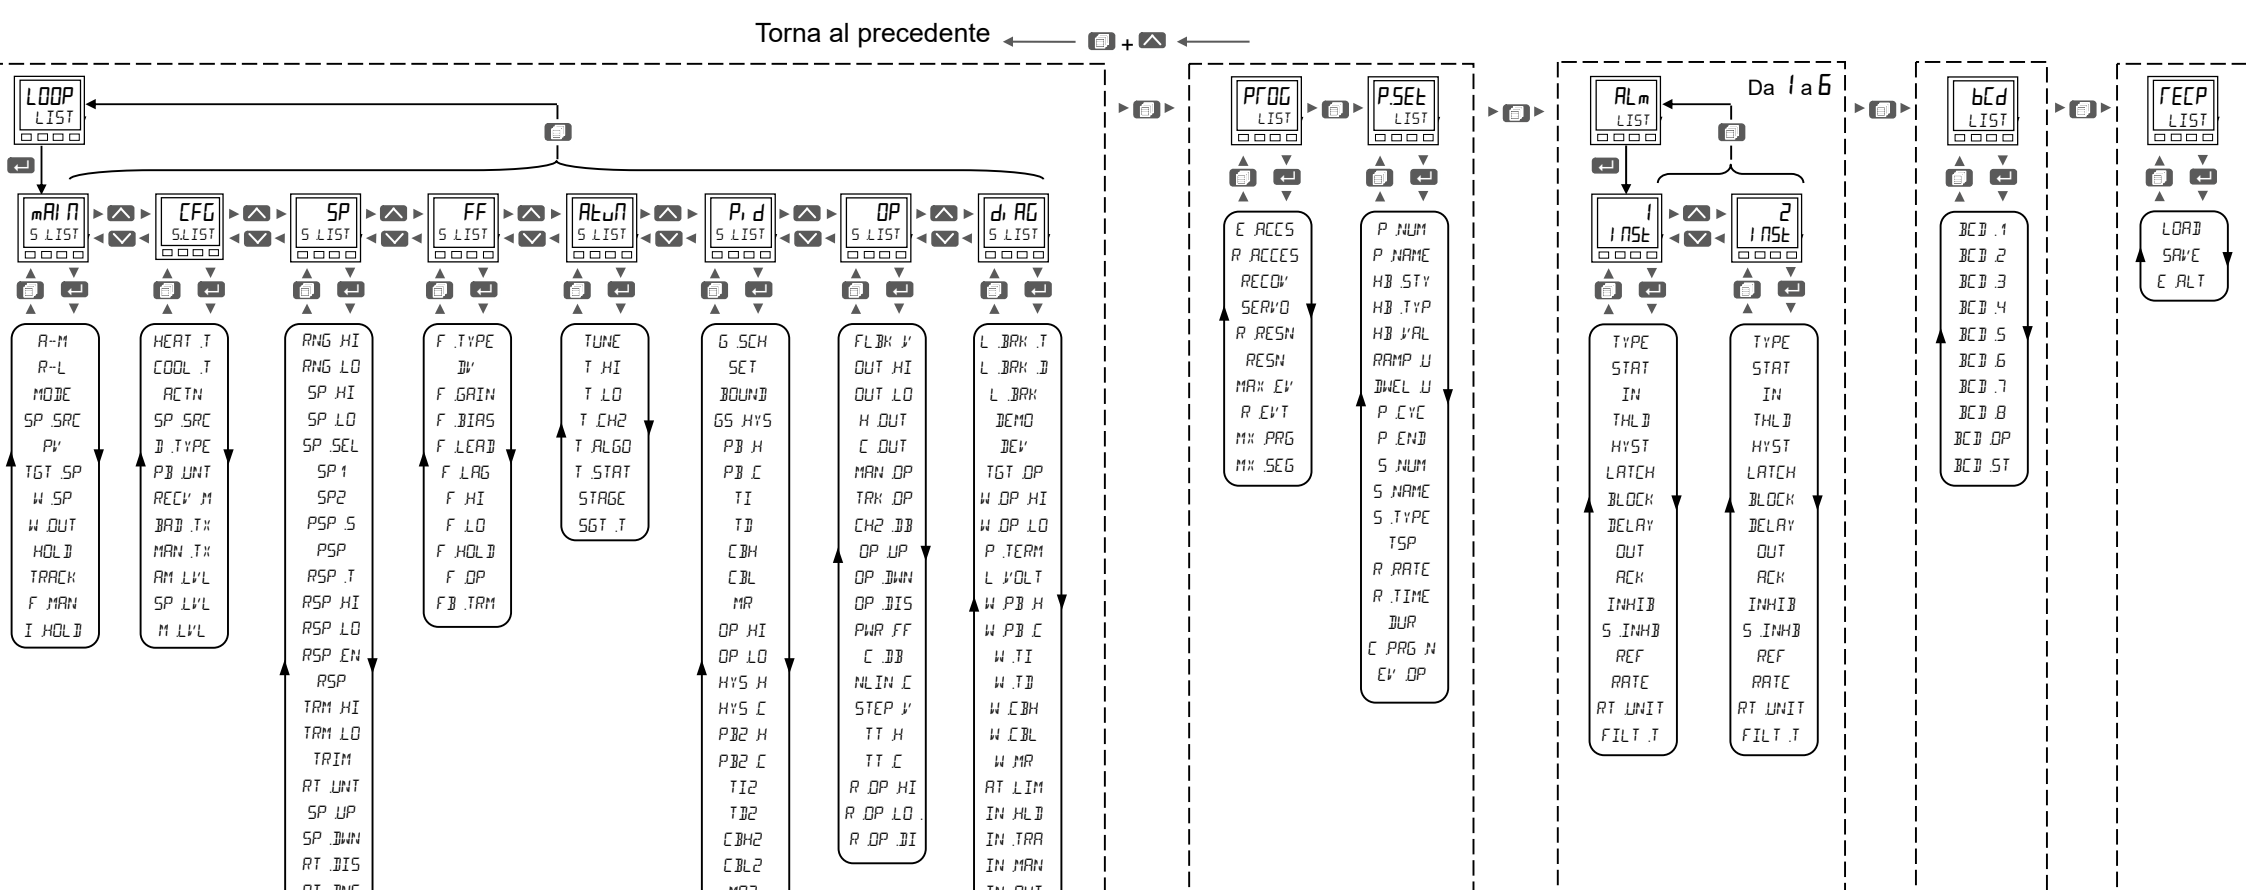 Torna al precedente
+
LOOP
LIST
mAIn
S.LIST
A-M
R-L
MODE
SP.SRC
PV
TGT.SP
W.SP
W.OUT
HOLD
TRACK
F.MAN
I.HOLD
CFG
S.LIST
HEAT.T
COOL.T
ACTN
SP.SRC
D.TYPE
PB.UNT
RECV.M
BAD.TX
MAN.TX
AM.LVL
SP.LVL
M.LVL
SP
S.LIST
RNG.HI
RNG.LO
SP.HI
SP.LO
SP.SEL
SP1
SP2
PSP.S
PSP
RSP.T
RSP.HI
RSP.LO
RSP.EN
RSP
TRM.HI
TRM.LO
TRIM
RT.UNT
SP.UP
SP.DWN
RT.DIS
FF
S.LIST
F.TYPE
DV
F.GAIN
F.BIAS
F.LEAD
F.LAG
F.HI
F.LO
F.HOLD
F.OP
FB.TRM
AtuN
S.LIST
TUNE
T.HI
T.LO
T.CH2
T.ALGO
T.STAT
STAGE
SGT.T
Pid
S.LIST
G.SCH
SET
BOUND
GS.HYS
PB.H
PB.C
TI
TD
CBH
CBL
MR
OP.HI
OP.LO
HYS.H
HYS.C
PB2.H
PB2.C
TI2
TD2
CBH2
CBL2
OP
S.LIST
FLBK.V
OUT.HI
OUT.LO
H.OUT
C.OUT
MAN.OP
TRK.OP
CH2.DB
OP.UP
OP.DWN
OP.DIS
PWR.FF
C.DB
NLIN.C
STEP.V
TT.H
TT.C
R.OP.HI
R.OP.LO.
R.OP.DI
diAG
S.LIST
L.BRK.T
L.BRK.D
L.BRK
DEMO
DEV
TGT.OP
W.OP.HI
W.OP.LO
P.TERM
L.VOLT
W.PB.H
W.PB.C
W.TI
W.TD
W.CBH
W.CBL
W.MR
AT.LIM
IN.HLD
IN.TRA
IN.MAN
PrOG
LIST
E.ACCS
R.ACCES
RECOV
SERVO
R.RESN
RESN
MAX.EV
R.EVT
MX.PRG
MX.SEG
P.SEt
LIST
P.NUM
P.NAME
HB.STY
HB.TYP
HB.VAL
RAMP.U
DWEL.U
P.CYC
P.END
S.NUM
S.NAME
S.TYPE
TSP
R.RATE
R.TIME
DUR
C.PRG.N
EV.OP
Da 1 a 6
ALm
LIST
1
INSt
TYPE
STAT
IN
THLD
HYST
LATCH
BLOCK
DELAY
OUT
ACK
INHIB
S.INHB
REF
RATE
RT.UNIT
FILT.T
2
INSt
TYPE
STAT
IN
THLD
HYST
LATCH
BLOCK
DELAY
OUT
ACK
INHIB
S.INHB
REF
RATE
RT.UNIT
FILT.T
bCd
LIST
BCD.1
BCD.2
BCD.3
BCD.4
BCD.5
BCD.6
BCD.7
BCD.8
BCD.OP
BCD.ST
rECP
LIST
LOAD
SAVE
E.ALT